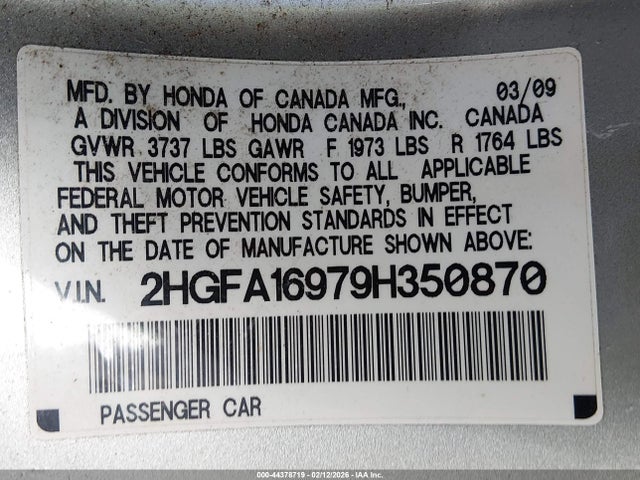 MFD. BY HONDA OF CANADA MFG., 03/09
A DIVISION OF HONDA CANADA INC. CANADA
GVWR 3737 LBS GAWR F 1973 LBS R 1764 LBS
THIS VEHICLE CONFORMS TO ALL APPLICABLE
FEDERAL MOTOR VEHICLE SAFETY, BUMPER,
AND THEFT PREVENTION STANDARDS IN EFFECT
ON THE DATE OF MANUFACTURE SHOWN ABOVE:
V.I.N. 2HGFA16979H350870
PASSENGER CAR
000-44378719 - 02/12/2026 - IAA Inc.